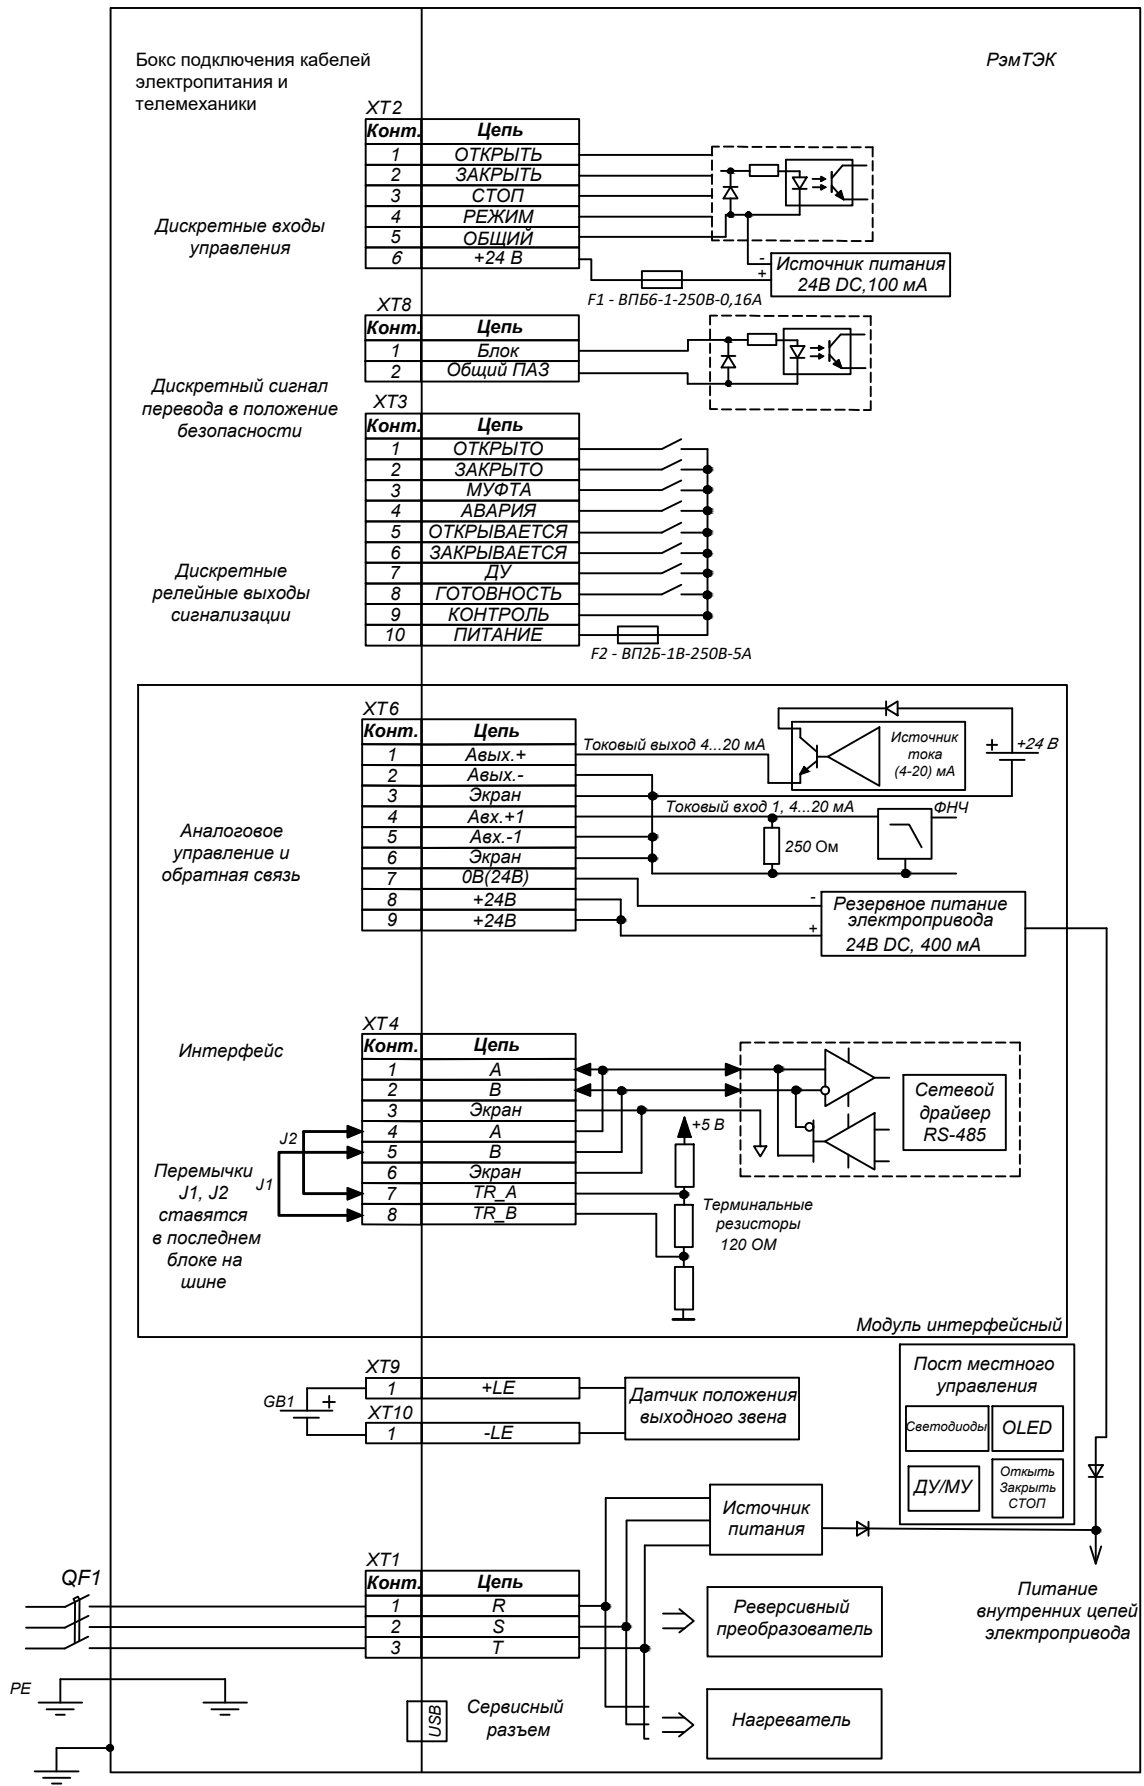 Бокс подключения кабелей
электропитания и
телемеханики
РэмТЭК
XT2
Конт. Цепь
1 ОТКРЫТЬ
2 ЗАКРЫТЬ
3 СТОП
4 РЕЖИМ
5 ОБЩИЙ
6 +24 В
Дискретные входы
управления
-
+
Источник питания
24В DC,100 мА
F1 - ВПБ6-1-250В-0,16А
XT8
Конт. Цепь
1 Блок
2 Общий ПАЗ
Дискретный сигнал
перевода в положение
безопасности
XT3
Конт. Цепь
1 ОТКРЫТО
2 ЗАКРЫТО
3 МУФТА
4 АВАРИЯ
5 ОТКРЫВАЕТСЯ
6 ЗАКРЫВАЕТСЯ
7 ДУ
8 ГОТОВНОСТЬ
9 КОНТРОЛЬ
10 ПИТАНИЕ
Дискретные
релейные выходы
сигнализации
F2 - ВП2Б-1В-250В-5А
XT6
Конт. Цепь
1 Авых.+
2 Авых.-
3 Экран
4 Авх.+1
5 Авх.-1
6 Экран
7 0В(24В)
8 +24В
9 +24В
Аналоговое
управление и
обратная связь
Токовый выход 4...20 мА
Источник
тока
(4-20) мА
+
+24 В
Токовый вход 1, 4...20 мА
ФНЧ
250 Ом
-
+
Резервное питание
электропривода
24В DC, 400 мА
XT4
Конт. Цепь
1 A
2 B
3 Экран
4 A
5 B
6 Экран
7 TR_A
8 TR_B
Интерфейс
J2
J1
Перемычки
J1, J2
ставятся
в последнем
блоке на
шине
+5 В
Сетевой
драйвер
RS-485
Терминальные
резисторы
120 ОМ
Модуль интерфейсный
XT9
1 +LE
XT10
1 -LE
GB1
+
Датчик положения
выходного звена
Пост местного
управления
Светодиоды
OLED
ДУ/МУ
Откыть
Закрыть
СТОП
Источник
питания
XT1
Конт. Цепь
1 R
2 S
3 T
QF1
PE
Реверсивный
преобразователь
Питание
внутренних цепей
электропривода
USB
Сервисный
разъем
Нагреватель